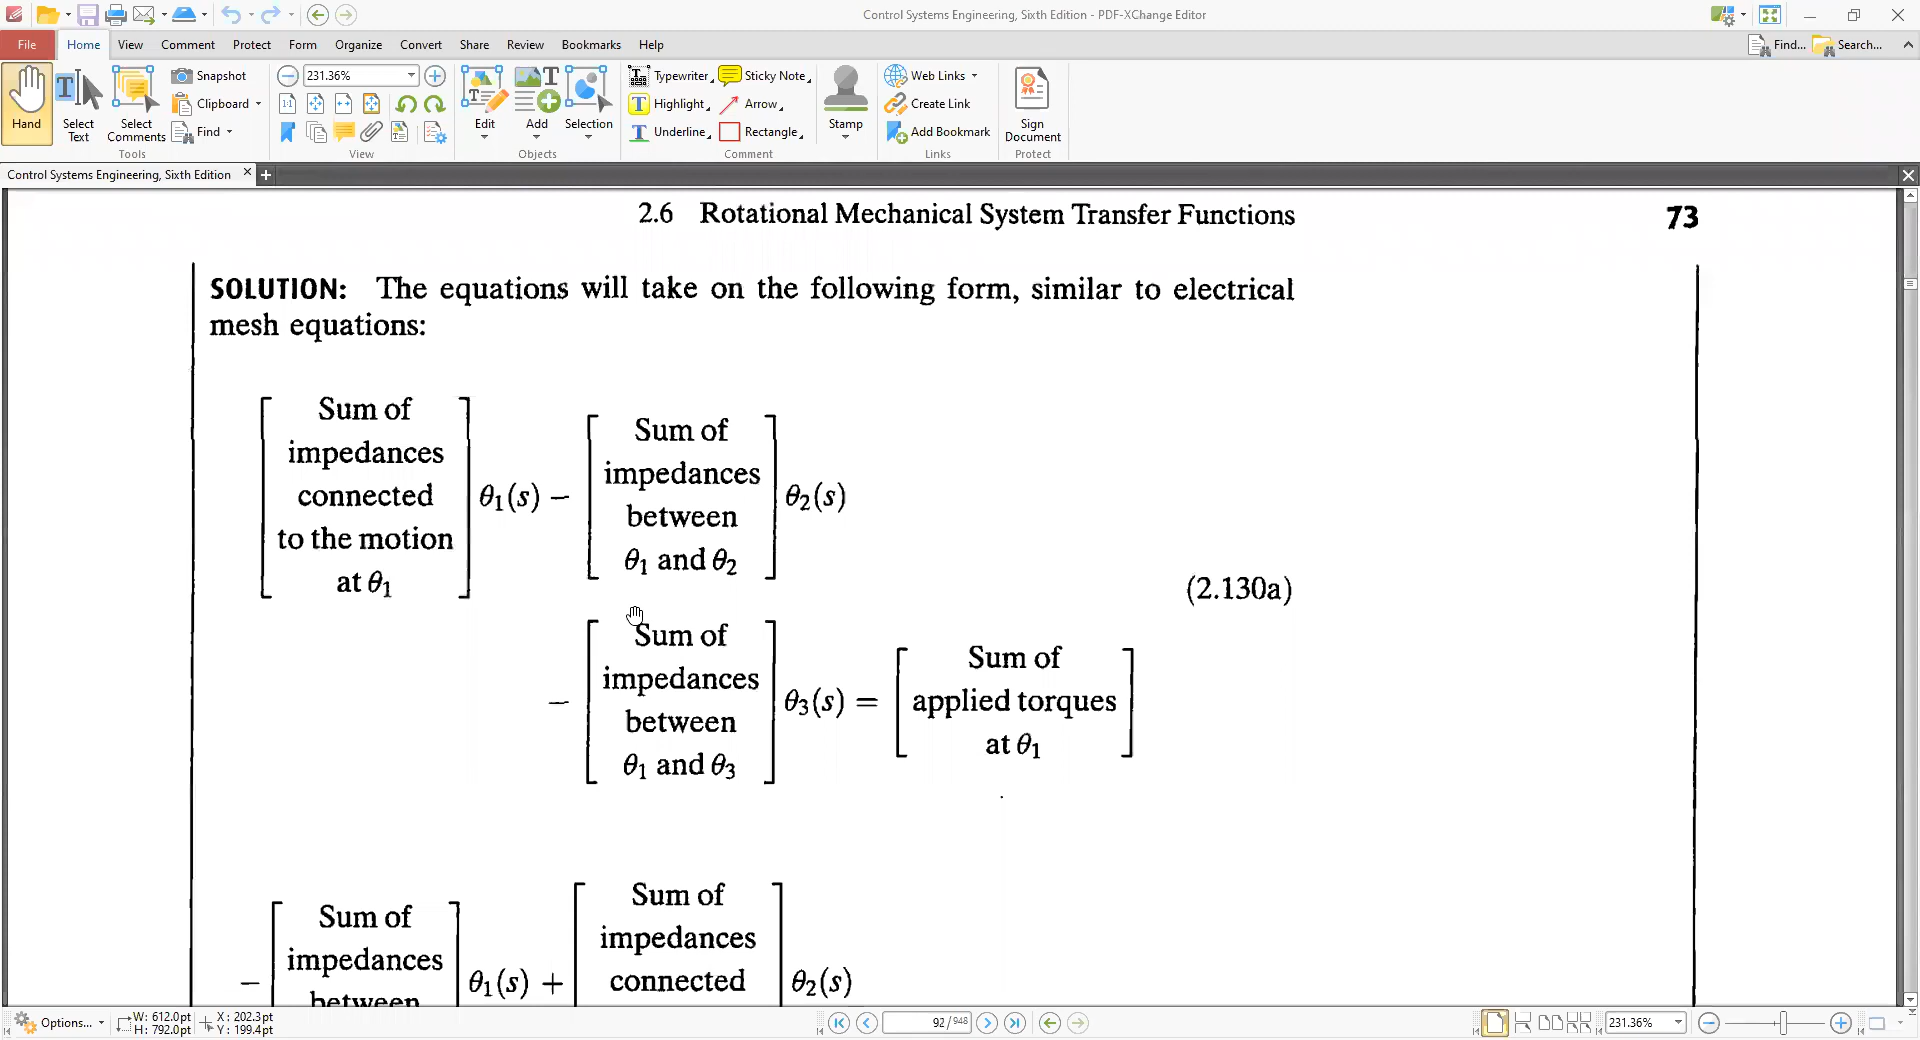 Control Systems Engineering, Sixth Edition - PDF-XChange Editor
File Home View Comment Protect Form Organize Convert Share Review Bookmarks Help Find... Search...
Hand
Select Text
Select Comments
Snapshot
Clipboard
Find
Tools
231.36%
1:1
View
Edit
Add
Selection
Objects
Typewriter
Highlight
Underline
Sticky Note
Arrow
Rectangle
Stamp
Comment
Web Links
Create Link
Add Bookmark
Links
Sign Document
Protect
Control Systems Engineering, Sixth Edition
2.6 Rotational Mechanical System Transfer Functions 73
SOLUTION: The equations will take on the following form, similar to electrical
mesh equations:
[Sum of
impedances
connected
to the motion
at θ₁] θ₁(s) −
[Sum of
impedances
between
θ₁ and θ₂] θ₂(s)
(2.130a)
− [Sum of
impedances
between
θ₁ and θ₃] θ₃(s) =
[Sum of
applied torques
at θ₁]
− [Sum of
impedances
between
θ₁(s) +
[Sum of
impedances
connected
θ₂(s)
Options...
W: 612.0pt
H: 792.0pt
X: 202.3pt
Y: 199.4pt
92 / 948
231.36%